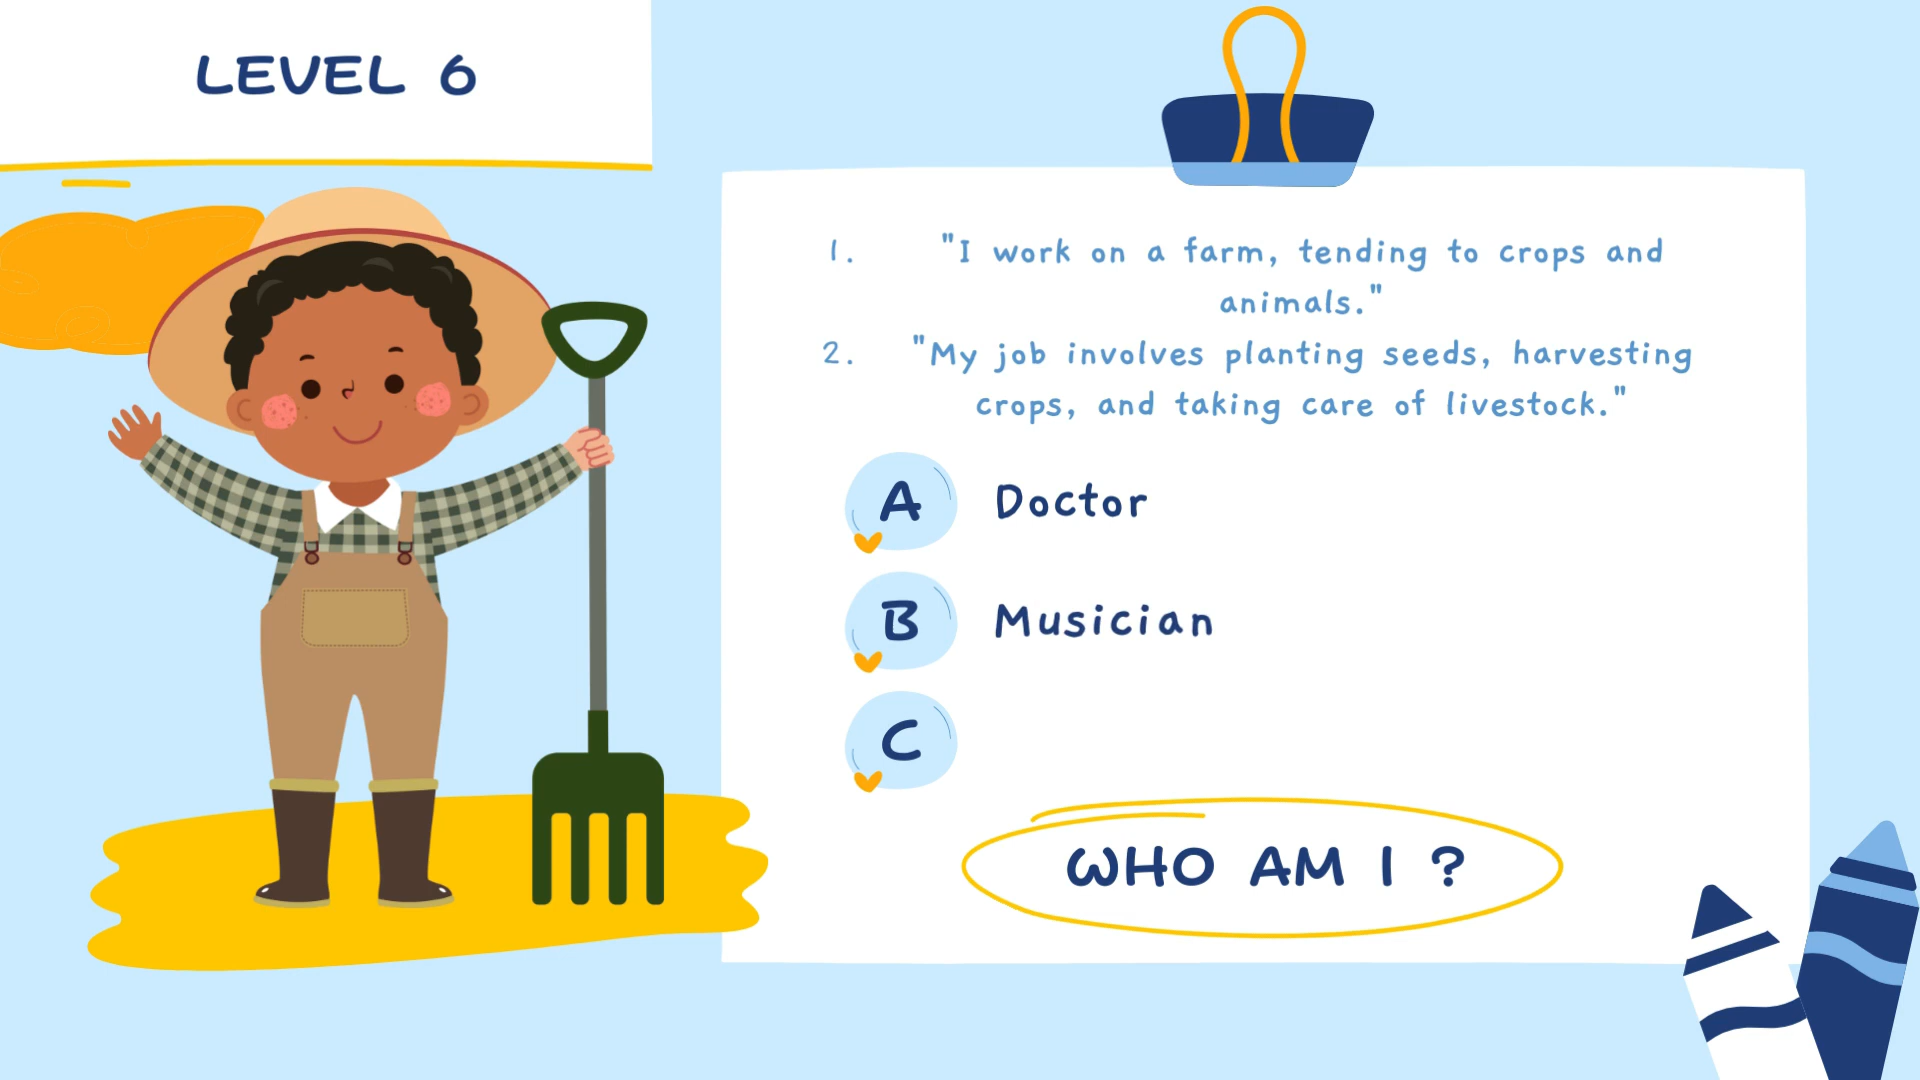 LEVEL 6
1. "I work on a farm, tending to crops and
animals."
2. "My job involves planting seeds, harvesting
crops, and taking care of livestock."
A Doctor
B Musician
C
WHO AM I ?